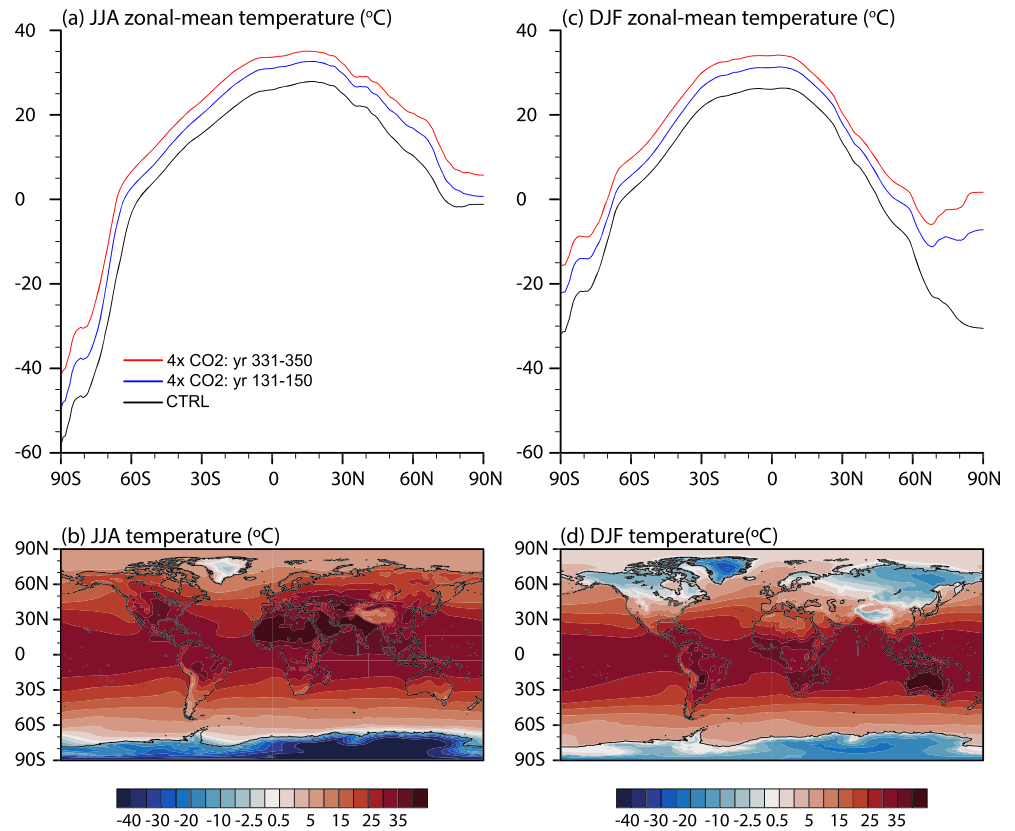 (a) JJA zonal-mean temperature (ºC)
40
20
0
-20
-40
-60
4x CO2: yr 331-350
4x CO2: yr 131-150
CTRL
90S 60S 30S 0 30N 60N 90N
(c) DJF zonal-mean temperature (ºC)
40
20
0
-20
-40
-60
90S 60S 30S 0 30N 60N 90N
(b) JJA temperature (ºC)
90N
60N
30N
0
30S
60S
90S
-40 -30 -20 -10 -2.5 0.5 5 15 25 35
(d) DJF temperature(ºC)
90N
60N
30N
0
30S
60S
90S
-40 -30 -20 -10 -2.5 0.5 5 15 25 35